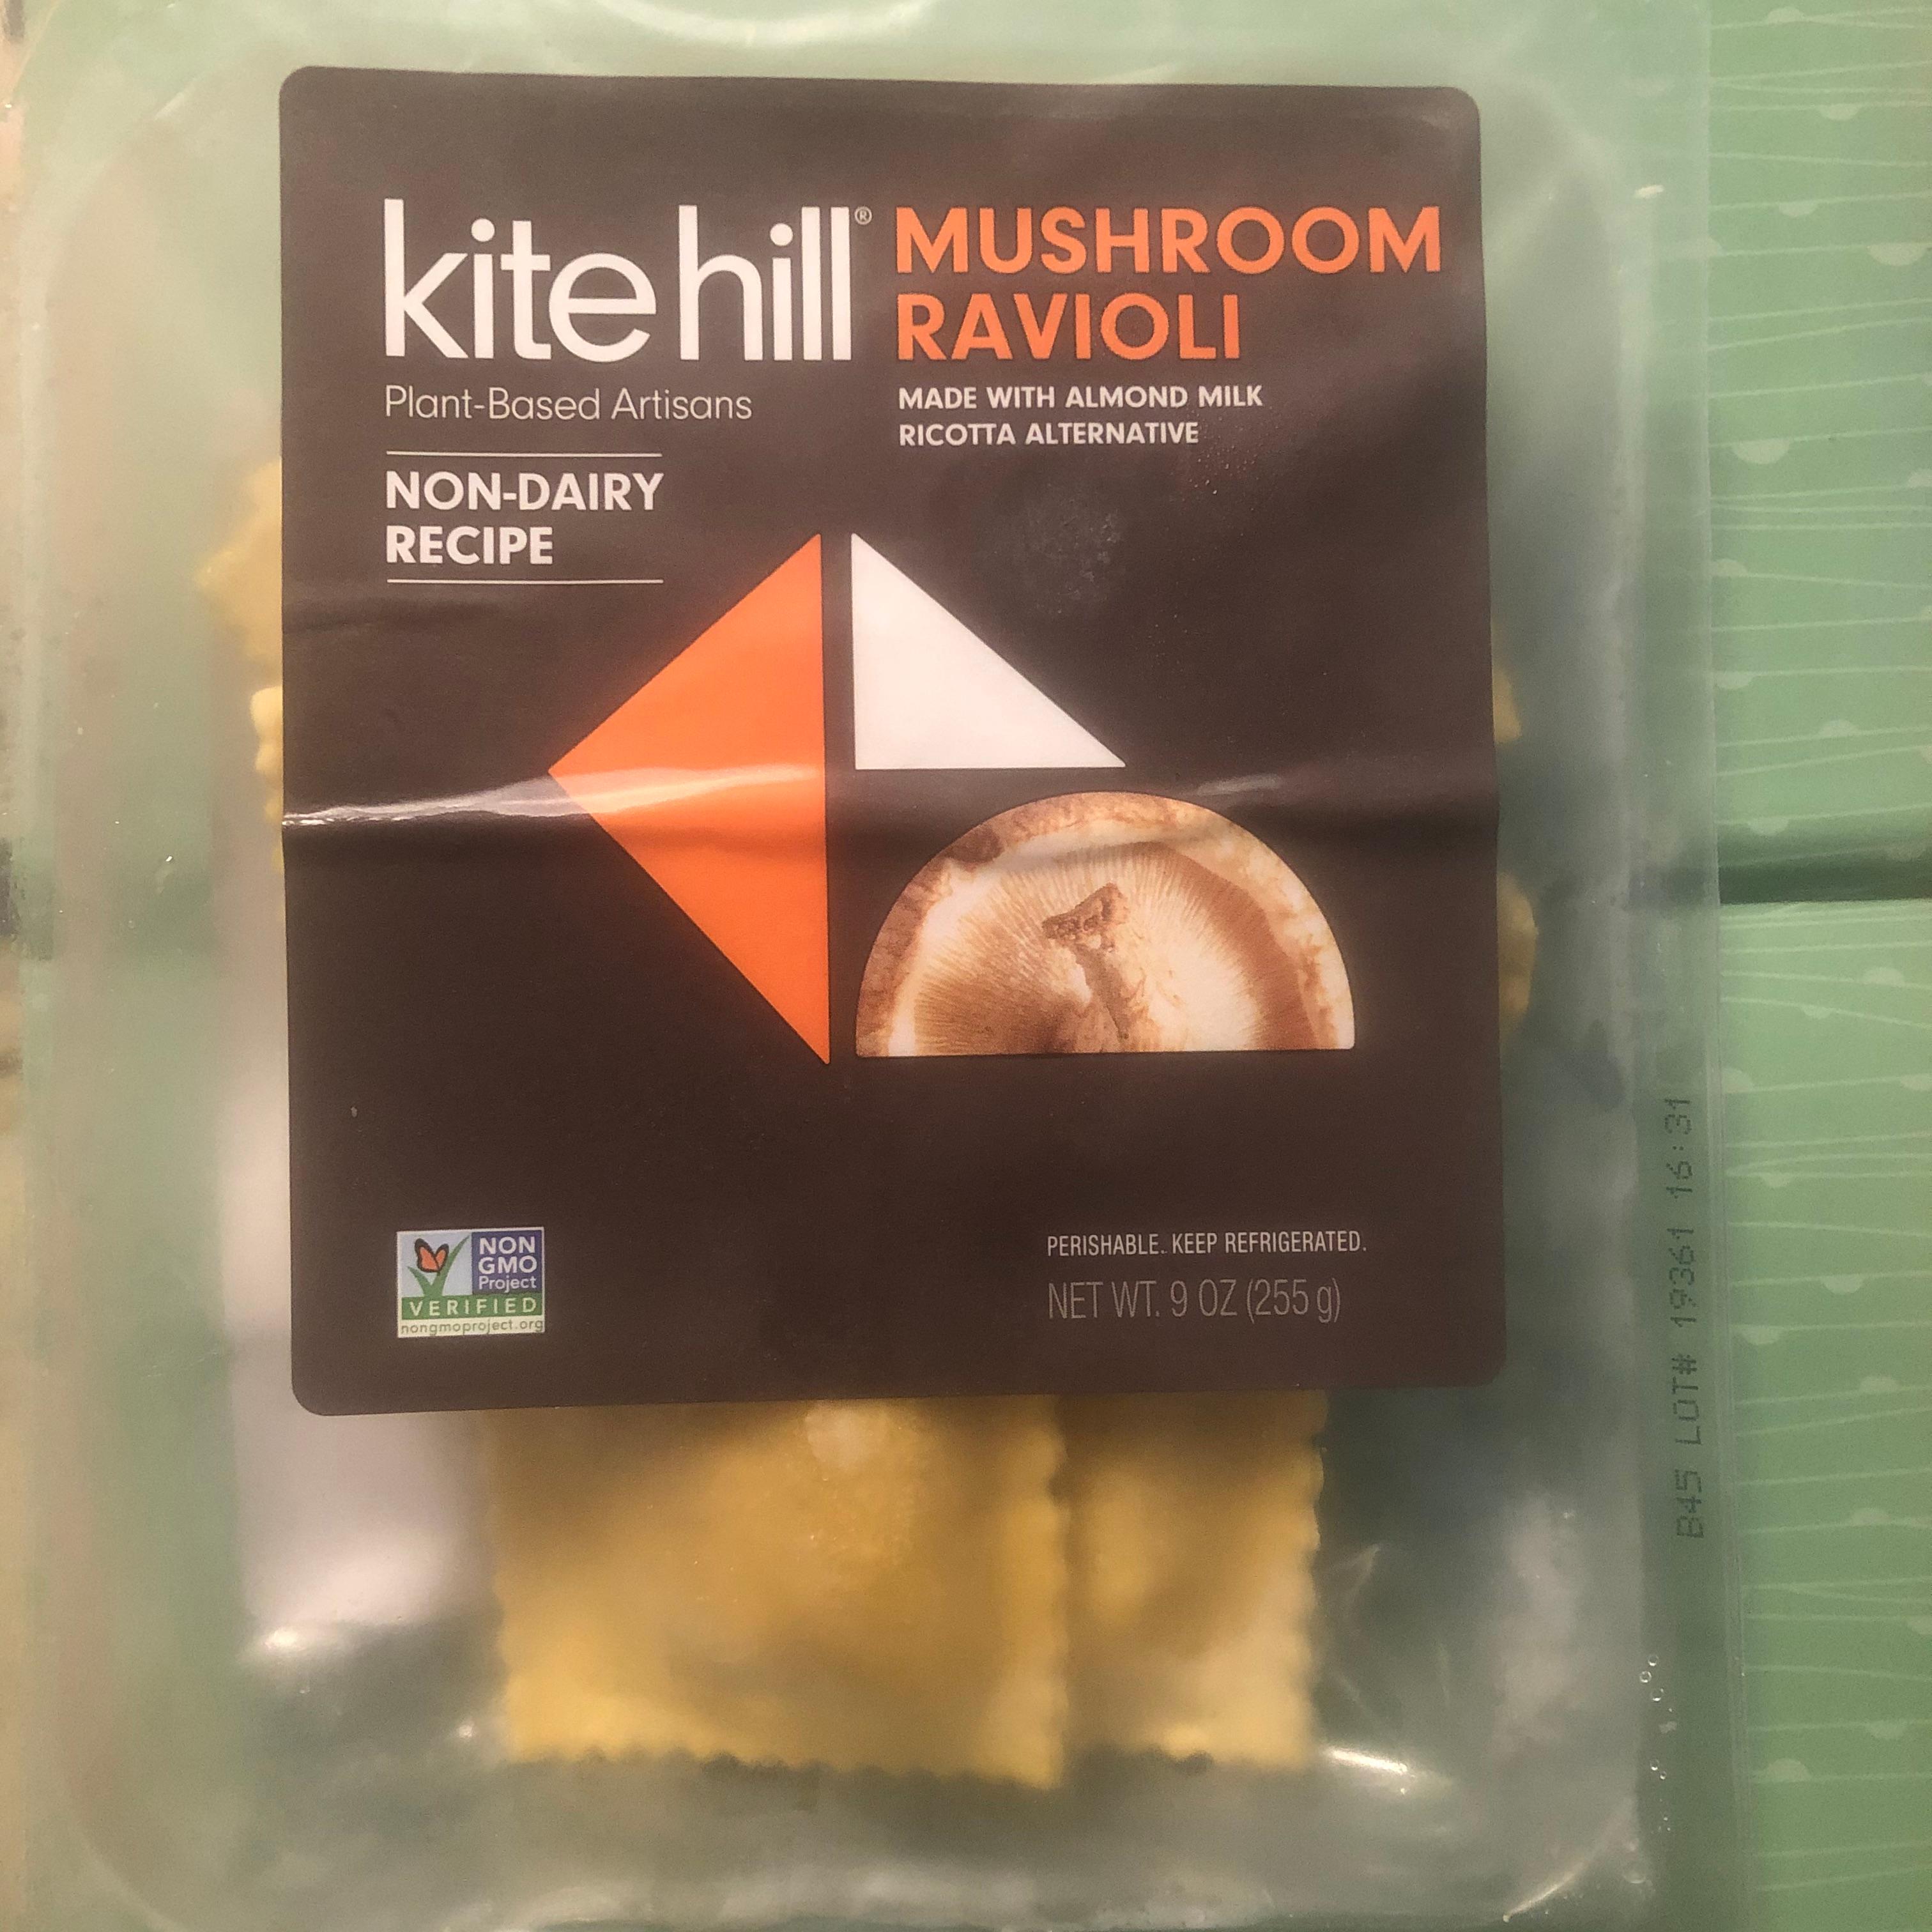 kite hill®
Plant-Based Artisans
NON-DAIRY
RECIPE
MUSHROOM
RAVIOLI
MADE WITH ALMOND MILK
RICOTTA ALTERNATIVE
NON
GMO
Project
VERIFIED
nongmoproject.org
PERISHABLE. KEEP REFRIGERATED.
NET WT. 9 OZ (255 g)
B45 LOT# 19361 16:31